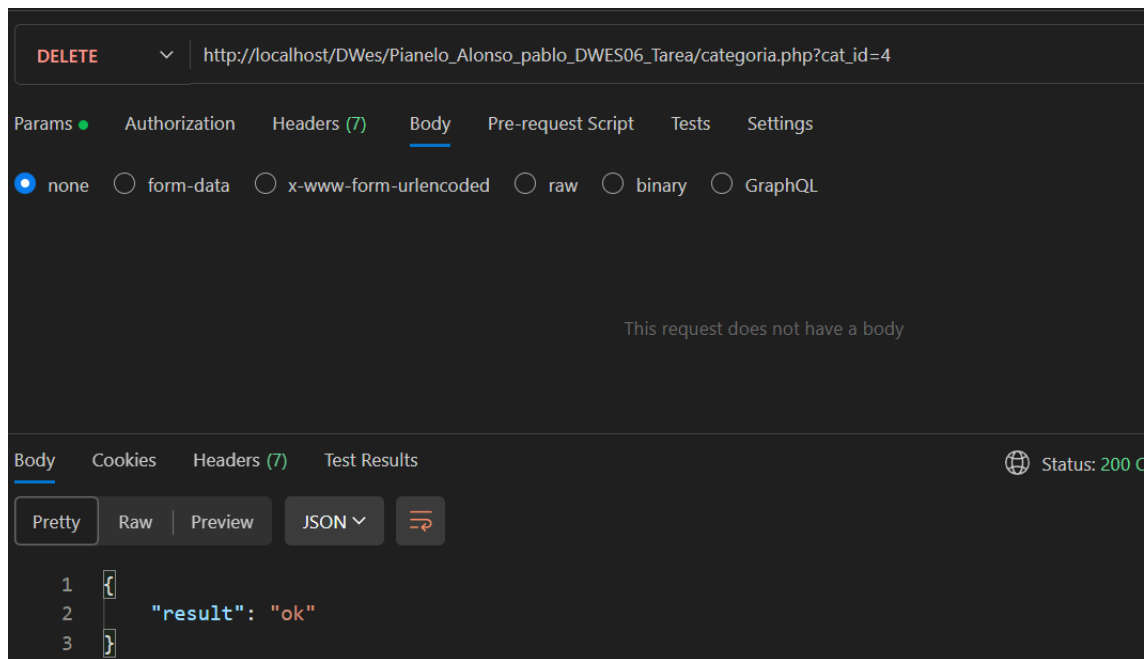 DELETE http://localhost/DWes/Pianelo_Alonso_pablo_DWES06_Tarea/categoria.php?cat_id=4
Params Authorization Headers (7) Body Pre-request Script Tests Settings
none form-data x-www-form-urlencoded raw binary GraphQL
This request does not have a body
Body Cookies Headers (7) Test Results Status: 200
Pretty Raw Preview JSON
1 {
2 "result": "ok"
3 }